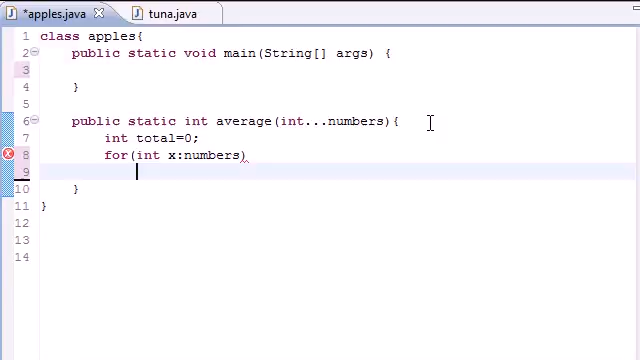 *apples.java tuna.java
1 class apples{
2 public static void main(String[] args) {
3
4 }
5
6 public static int average(int...numbers){
7 int total=0;
8 for(int x:numbers)
9
10 }
11 }
12
13
14